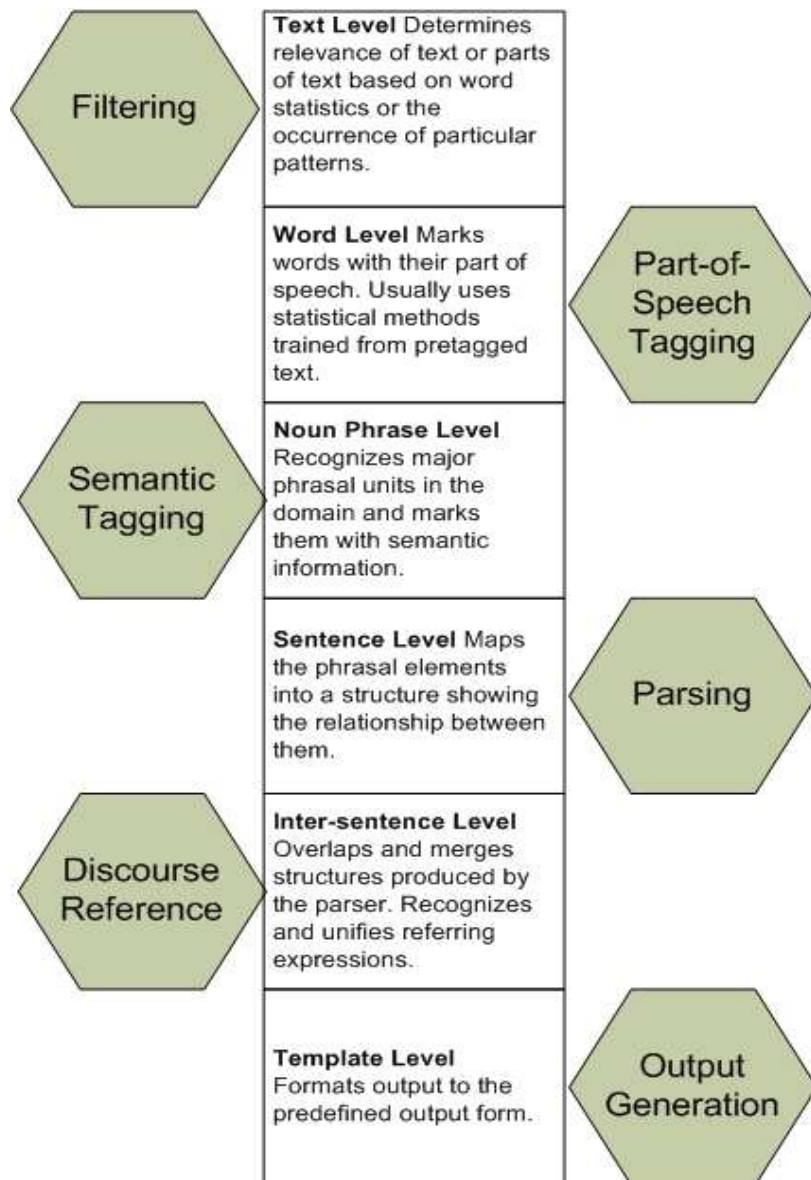 Filtering
Text Level Determines
relevance of text or parts
of text based on word
statistics or the
occurrence of particular
patterns.
Word Level Marks
words with their part of
speech. Usually uses
statistical methods
trained from pretagged
text.
Part-of-
Speech
Tagging
Semantic
Tagging
Noun Phrase Level
Recognizes major
phrasal units in the
domain and marks
them with semantic
information.
Sentence Level Maps
the phrasal elements
into a structure showing
the relationship between
them.
Parsing
Discourse
Reference
Inter-sentence Level
Overlaps and merges
structures produced by
the parser. Recognizes
and unifies referring
expressions.
Template Level
Formats output to the
predefined output form.
Output
Generation